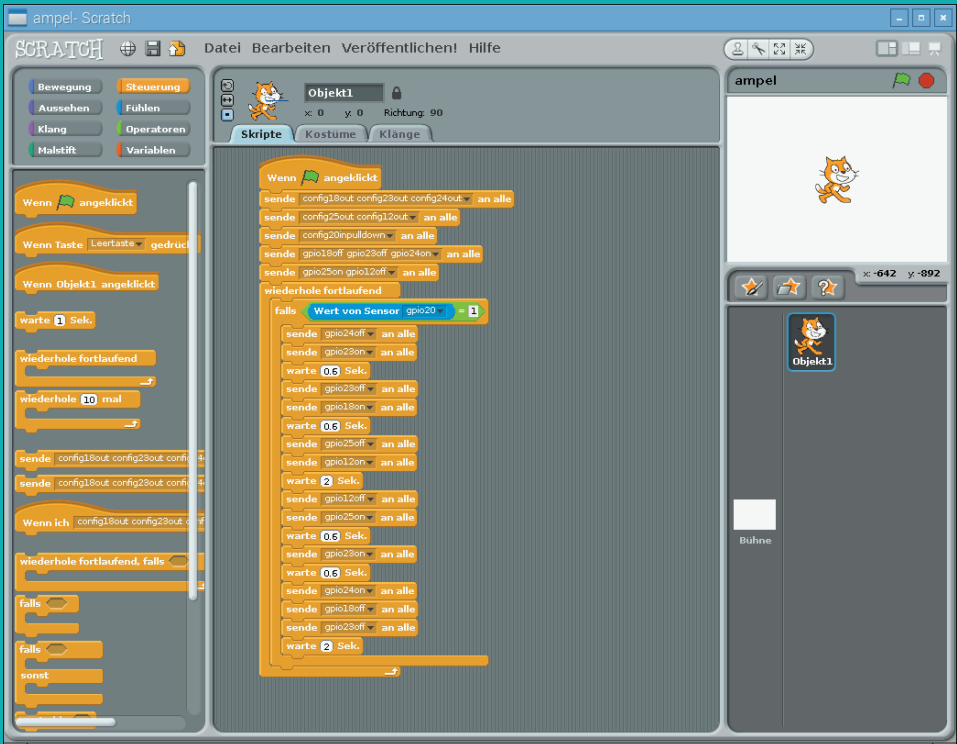 ampel- Scratch
SCRATCH Datei Bearbeiten Veröffentlichen! Hilfe
Bewegung Steuerung
Aussehen Fühlen
Klang Operatoren
Malstift Variablen
Wenn angeklickt
Wenn Taste Leertaste gedrück
Wenn Objekt1 angeklickt
warte 1 Sek.
wiederhole fortlaufend
wiederhole 10 mal
sende config18out config23out config24
sende config18out config23out config24
Wenn ich config18out config23out conf
wiederhole fortlaufend, falls
falls
falls
sonst
Objekt1
x: 0 y: 0 Richtung: 90
Skripte Kostüme Klänge
Wenn angeklickt
sende config18out config23out config24out an alle
sende config25out config12out an alle
sende config20inpulldown an alle
sende gpio18off gpio23off gpio24on an alle
sende gpio25on gpio12off an alle
wiederhole fortlaufend
falls Wert von Sensor gpio20 = 1
sende gpio24off an alle
sende gpio23on an alle
warte 0.6 Sek.
sende gpio23off an alle
sende gpio18on an alle
warte 0.6 Sek.
sende gpio25off an alle
sende gpio12on an alle
warte 2 Sek.
sende gpio12off an alle
sende gpio25on an alle
warte 0.6 Sek.
sende gpio23on an alle
warte 0.6 Sek.
sende gpio24on an alle
sende gpio18off an alle
sende gpio23off an alle
warte 2 Sek.
ampel
x: -642 y: -892
Objekt1
Bühne